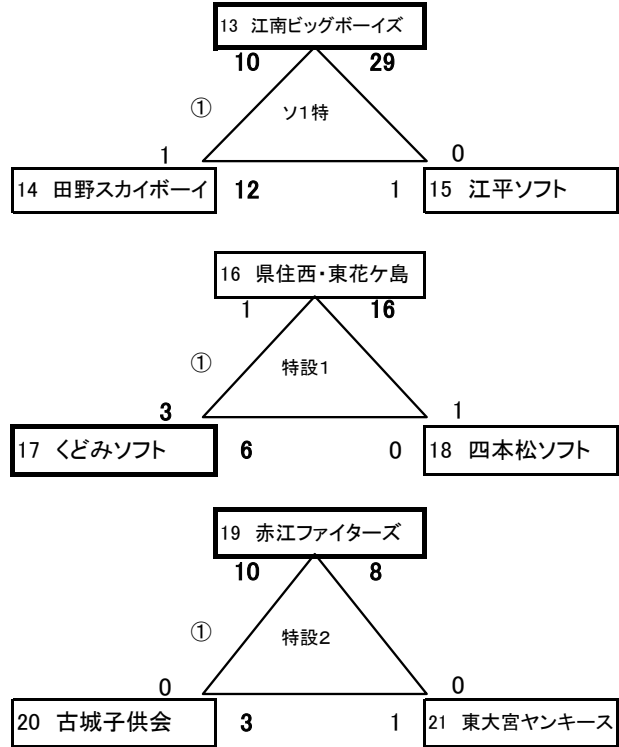 13 江南ビッグボーイズ
10 29
①
ソ1特
1 0
14 田野スカイボーイ 12 1 15 江平ソフト
16 県住西・東花ケ島
1 16
①
特設1
3 1
17 くどみソフト 6 0 18 四本松ソフト
19 赤江ファイターズ
10 8
①
特設2
0 0
20 古城子供会 3 1 21 東大宮ヤンキース